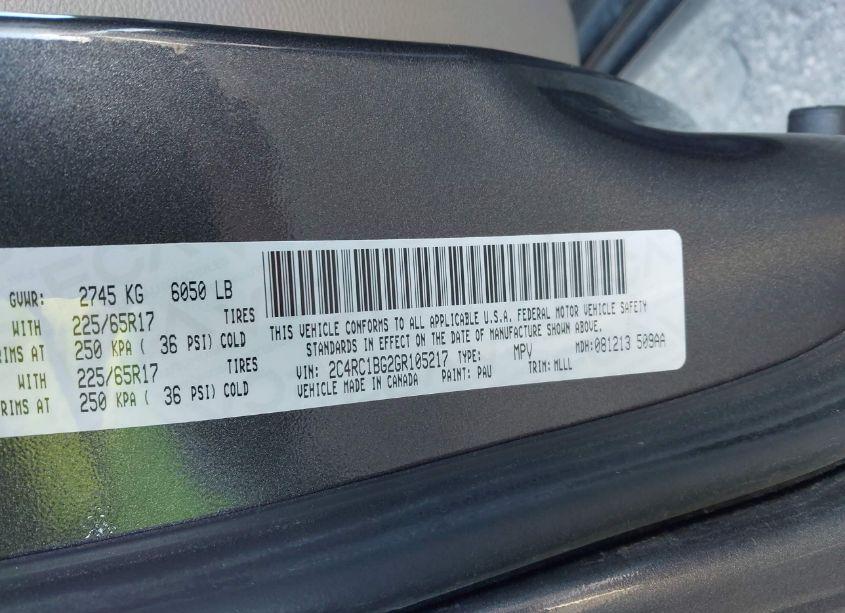 GVWR: 2745 KG 6050 LB
WITH 225/65R17 TIRES
RIMS AT 250 KPA ( 36 PSI) COLD
WITH 225/65R17 TIRES
RIMS AT 250 KPA ( 36 PSI) COLD
THIS VEHICLE CONFORMS TO ALL APPLICABLE U.S.A. FEDERAL MOTOR VEHICLE SAFETY
STANDARDS IN EFFECT ON THE DATE OF MANUFACTURE SHOWN ABOVE.
VIN: 2C4RC1BG2GR105217 TYPE: MPV MDH: 081213 509AA
VEHICLE MADE IN CANADA PAINT: PAU TRIM: MLLL